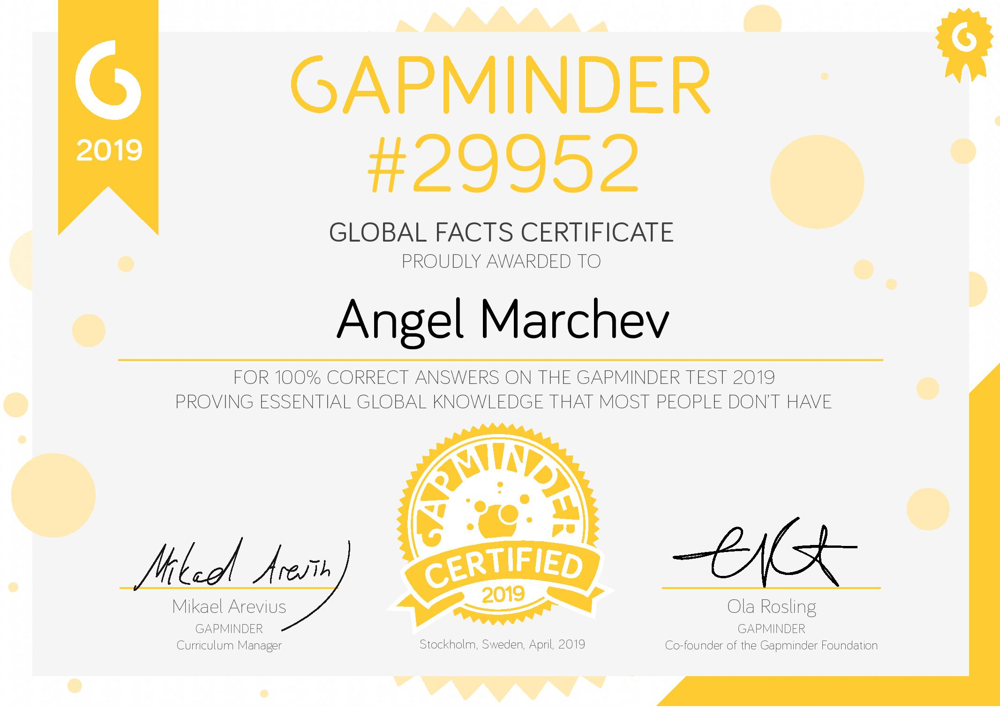 2019
GAPMINDER
#29952
GLOBAL FACTS CERTIFICATE
PROUDLY AWARDED TO
Angel Marchev
FOR 100% CORRECT ANSWERS ON THE GAPMINDER TEST 2019
PROVING ESSENTIAL GLOBAL KNOWLEDGE THAT MOST PEOPLE DON'T HAVE
GAPMINDER
CERTIFIED
2019
Mikael Arevius
Mikael Arevius
GAPMINDER
Curriculum Manager
Stockholm, Sweden, April, 2019
Ola Rosling
GAPMINDER
Co-founder of the Gapminder Foundation